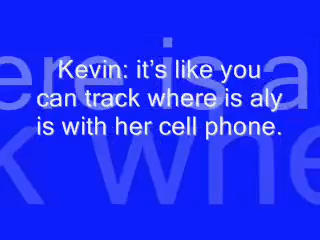 Kevin: it's like you
can track where is aly
is with her cell phone.